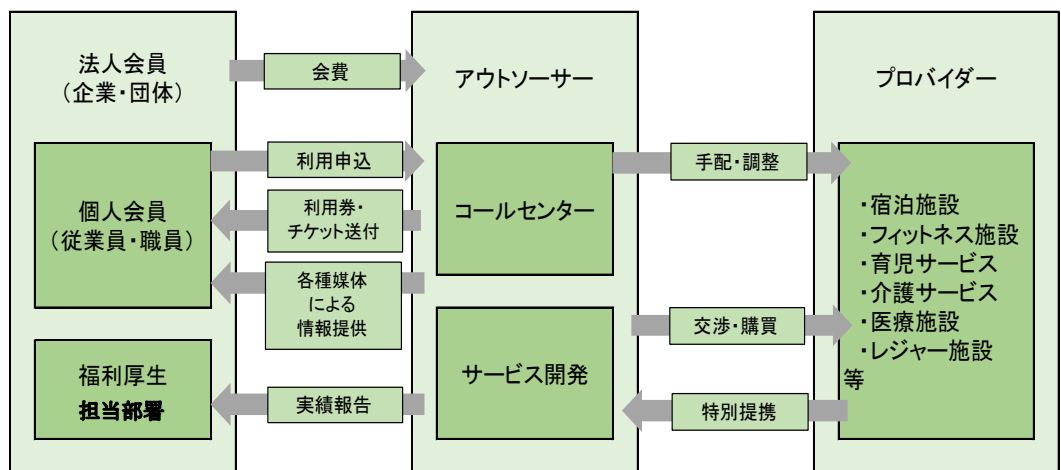 法人会員
（企業・団体）
個人会員
（従業員・職員）
福利厚生
担当部署
会費
利用申込
利用券・
チケット送付
各種媒体
による
情報提供
実績報告
アウトソーサー
コールセンター
サービス開発
手配・調整
交渉・購買
特別提携
プロバイダー
・宿泊施設
・フィットネス施設
・育児サービス
・介護サービス
・医療施設
・レジャー施設
等